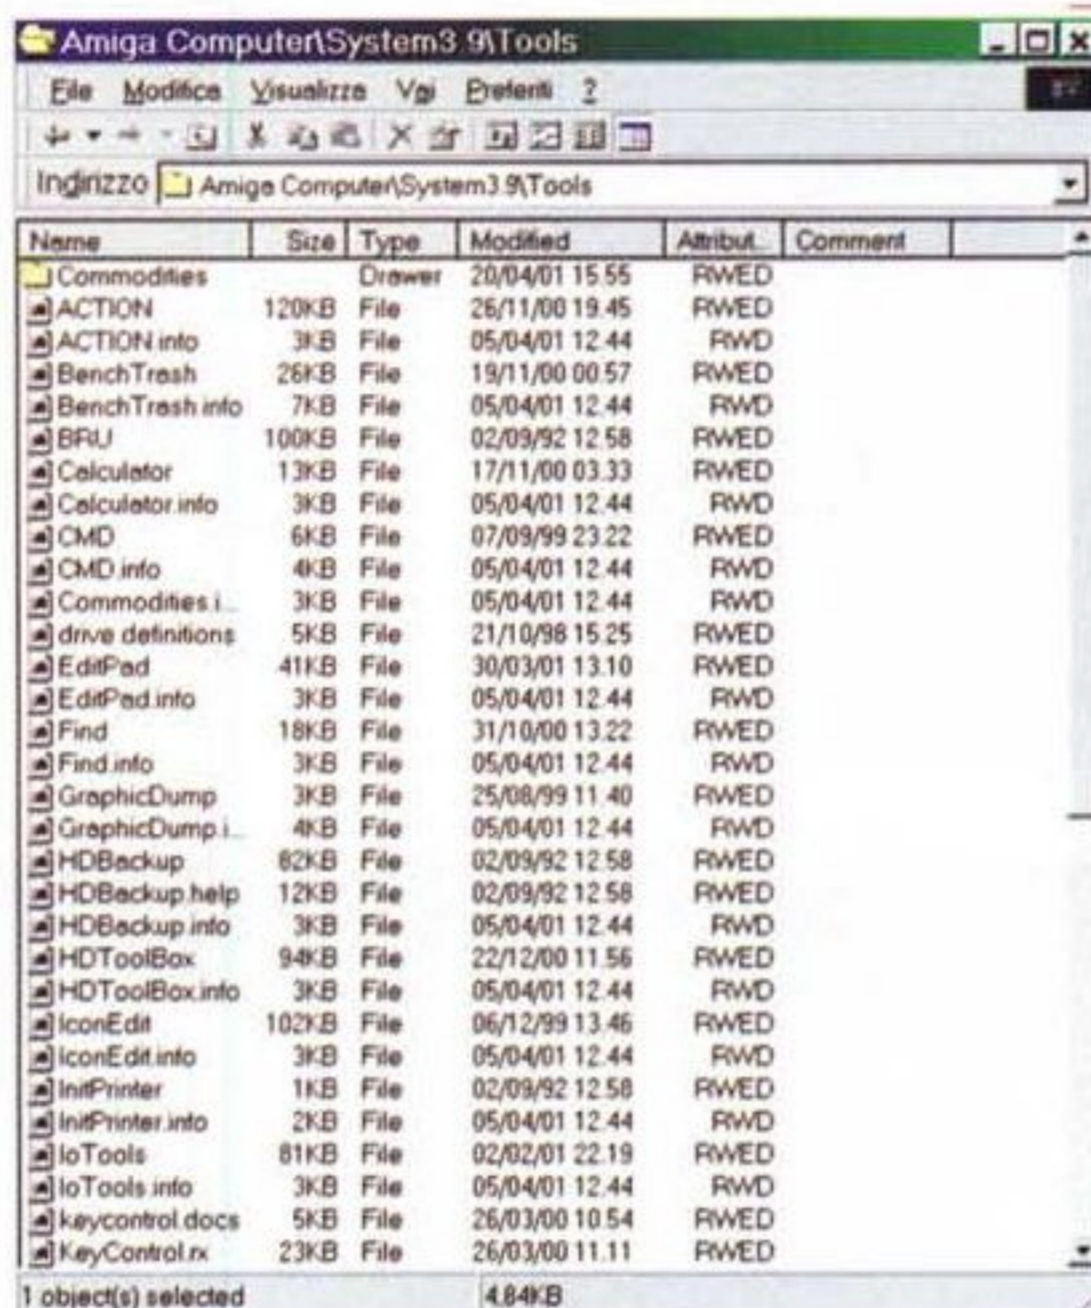 Amiga Computer\System3.9\Tools
File Modifica Visualizza Vai Preferiti ?
Indirizzo Amiga Computer\System3.9\Tools
Name Size Type Modified Attribut... Comment
Commodities Drawer 20/04/01 15.55 RWED
ACTION 120KB File 26/11/00 19.45 RWED
ACTION.info 3KB File 05/04/01 12.44 RWD
BenchTrash 26KB File 19/11/00 00.57 RWED
BenchTrash.info 7KB File 05/04/01 12.44 RWD
BRU 100KB File 02/09/92 12.58 RWED
Calculator 13KB File 17/11/00 03.33 RWED
Calculator.info 3KB File 05/04/01 12.44 RWD
CMD 6KB File 07/09/99 23.22 RWED
CMD.info 4KB File 05/04/01 12.44 RWD
Commodities.i... 3KB File 05/04/01 12.44 RWD
drive definitions 5KB File 21/10/98 15.25 RWED
EditPad 41KB File 30/03/01 13.10 RWED
EditPad.info 3KB File 05/04/01 12.44 RWD
Find 18KB File 31/10/00 13.22 RWED
Find.info 3KB File 05/04/01 12.44 RWD
GraphicDump 3KB File 25/08/99 11.40 RWED
GraphicDump.i... 4KB File 05/04/01 12.44 RWD
HDBackup 82KB File 02/09/92 12.58 RWED
HDBackup.help 12KB File 02/09/92 12.58 RWED
HDBackup.info 3KB File 05/04/01 12.44 RWD
HDToolBox 94KB File 22/12/00 11.56 RWED
HDToolBox.info 3KB File 05/04/01 12.44 RWD
IconEdit 102KB File 06/12/99 13.46 RWED
IconEdit.info 3KB File 05/04/01 12.44 RWD
InitPrinter 1KB File 02/09/92 12.58 RWED
InitPrinter.info 2KB File 05/04/01 12.44 RWD
IoTools 81KB File 02/02/01 22.19 RWED
IoTools.info 3KB File 05/04/01 12.44 RWD
keycontrol.docs 5KB File 26/03/00 10.54 RWED
KeyControl.rx 23KB File 26/03/00 11.11 RWED
1 object(s) selected 4.84KB